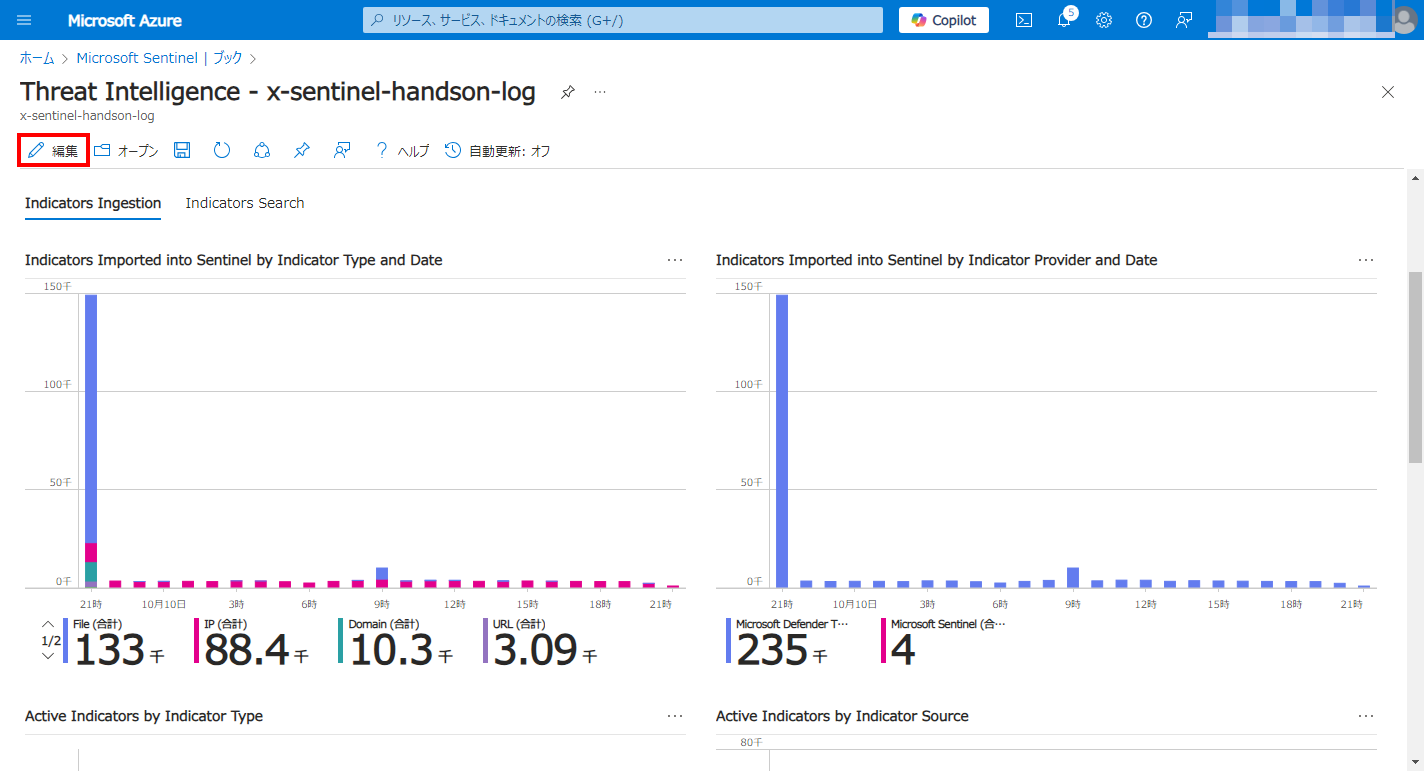 Microsoft Azure
リソース、サービス、ドキュメントの検索 (G+/)
Copilot
5
ホーム > Microsoft Sentinel | ブック >
Threat Intelligence - x-sentinel-handson-log
x-sentinel-handson-log
編集 オープン ? ヘルプ 自動更新: オフ
Indicators Ingestion Indicators Search
Indicators Imported into Sentinel by Indicator Type and Date
150千
100千
50千
0千
21時 10月10日 3時 6時 9時 12時 15時 18時 21時
1/2
File (合計) IP (合計) Domain (合計) URL (合計)
133千 88.4千 10.3千 3.09千
Indicators Imported into Sentinel by Indicator Provider and Date
150千
100千
50千
0千
21時 10月10日 3時 6時 9時 12時 15時 18時 21時
Microsoft Defender T··· Microsoft Sentinel (合···
235千 4
Active Indicators by Indicator Type
Active Indicators by Indicator Source
80千